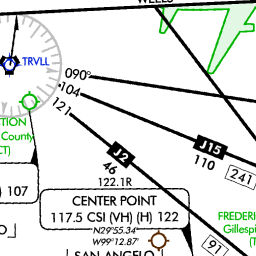 WELLS
TRVLL
090°
104
121
TION
County
CT)
J15
110
241
J2
46
122.1R
107
CENTER POINT
117.5 CSI (VH) (H) 122
N29°55.34'
W99°12.87'
FREDERI
Gillespi
(T
91
SAN ANGELO
O